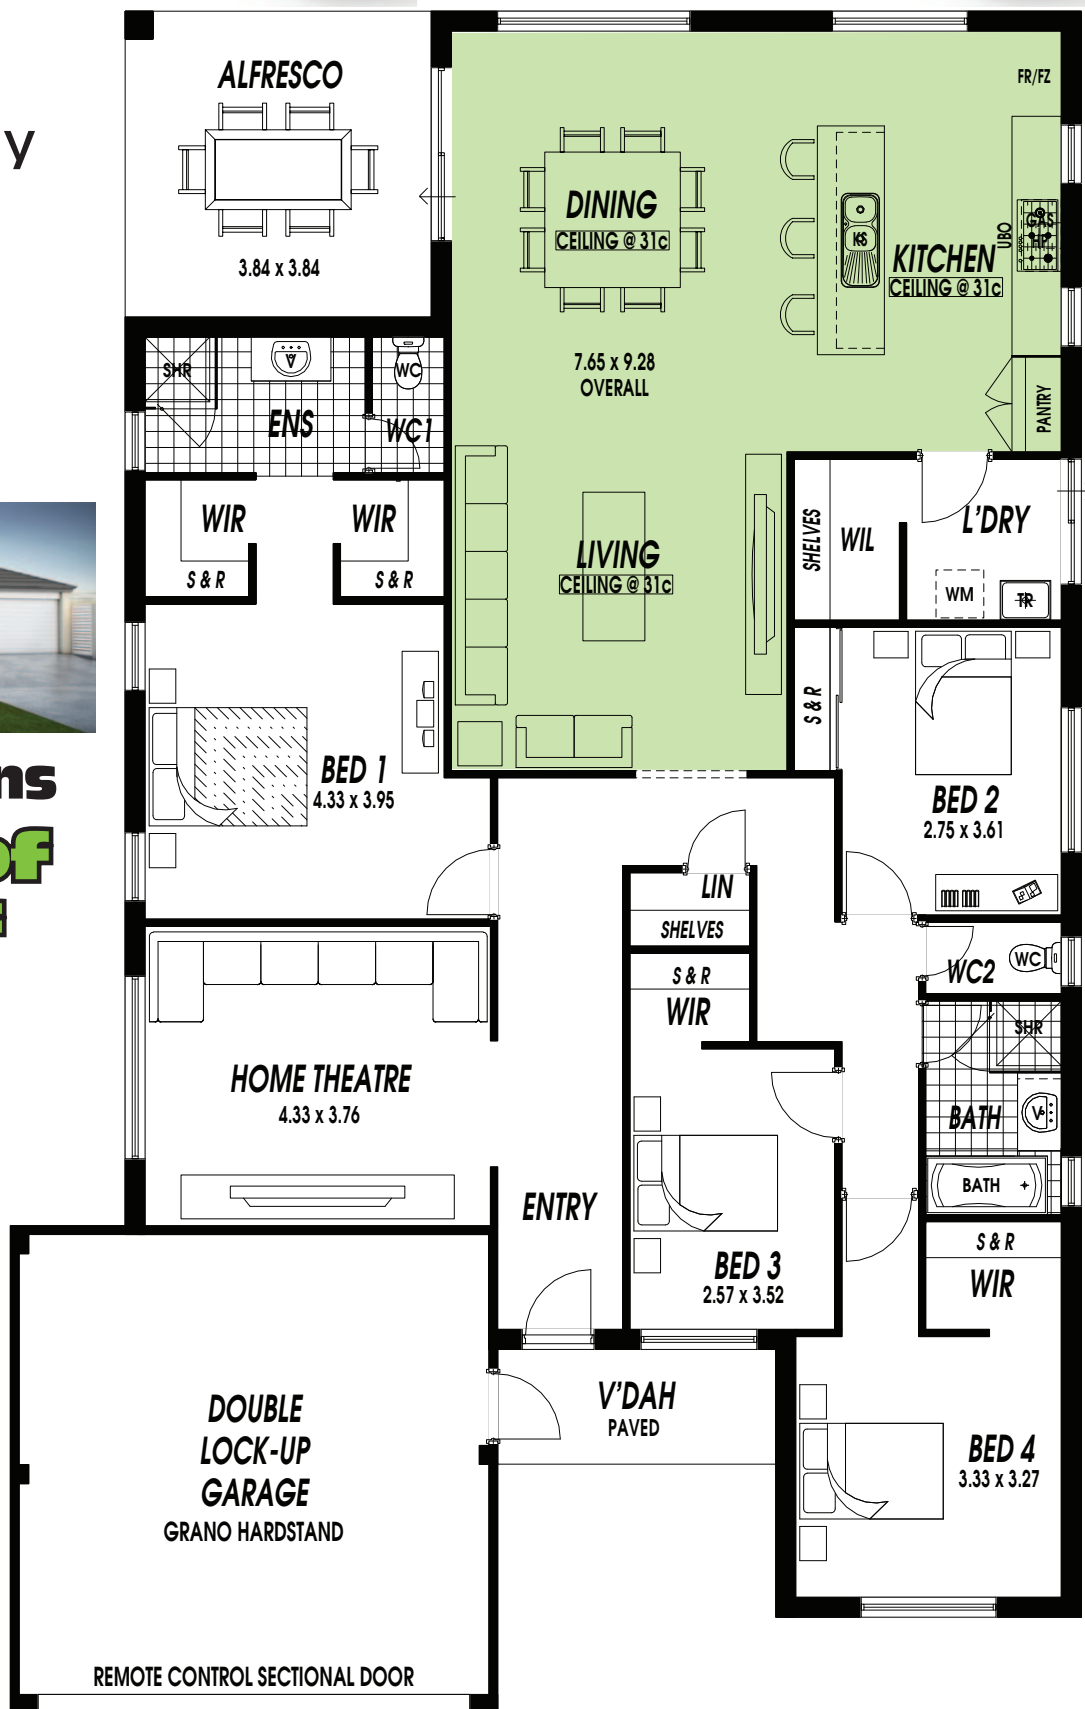 ALFRESCO
3.84 x 3.84
y
DINING
CEILING @ 31c
FR/FZ
KITCHEN
CEILING @ 31c
KS
UBO
GAS
HP
7.65 x 9.28
OVERALL
PANTRY
SHR
V
ENS
WC
WC1
WIR
S & R
WIR
S & R
LIVING
CEILING @ 31c
SHELVES
WIL
L'DRY
WM
TR
ns
of
BED 1
4.33 x 3.95
S & R
BED 2
2.75 x 3.61
LIN
SHELVES
S & R
WIR
WC2
WC
SHR
BATH
V
BATH
HOME THEATRE
4.33 x 3.76
ENTRY
BED 3
2.57 x 3.52
S & R
WIR
DOUBLE
LOCK-UP
GARAGE
GRANO HARDSTAND
V'DAH
PAVED
BED 4
3.33 x 3.27
REMOTE CONTROL SECTIONAL DOOR